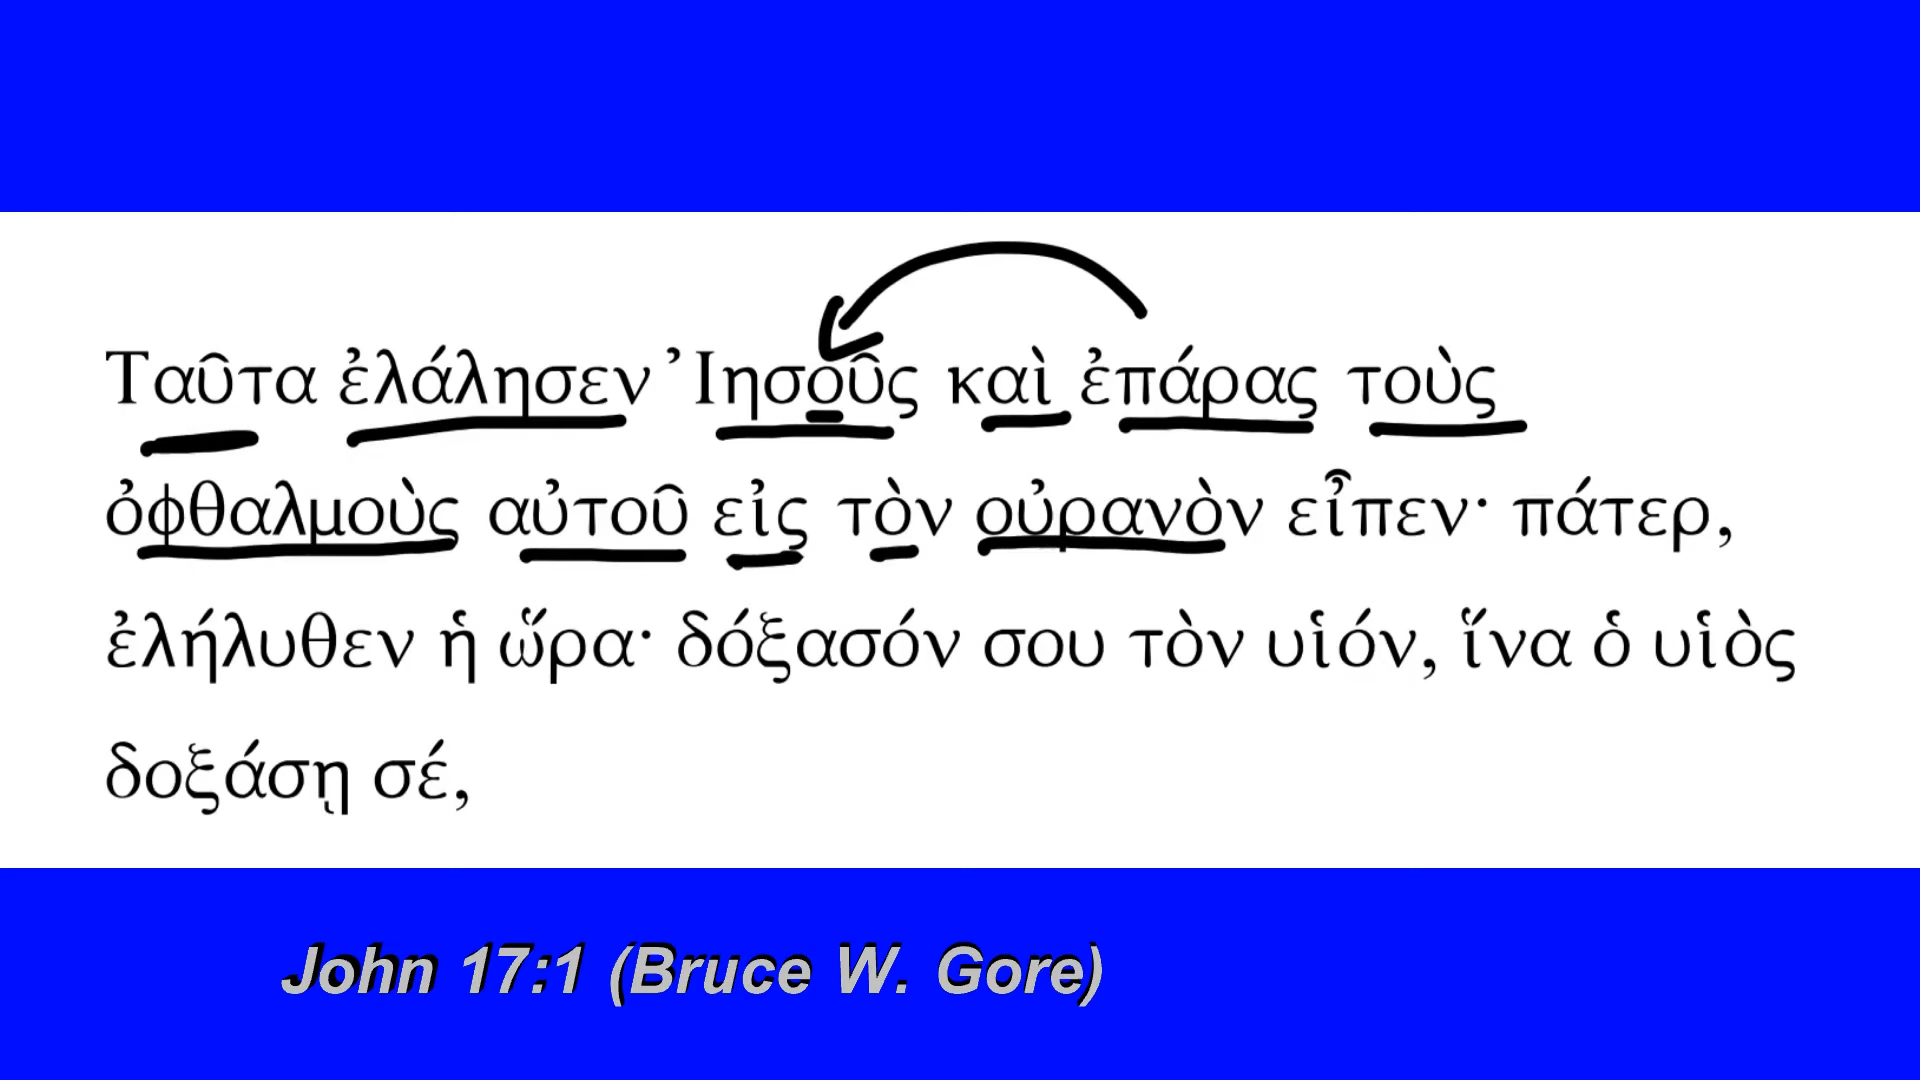 Ταῦτα ἐλάλησεν Ἰησοῦς καὶ ἐπάρας τοὺς
ὀφθαλμοὺς αὐτοῦ εἰς τὸν οὐρανὸν εἶπεν· πάτερ,
ἐλήλυθεν ἡ ὥρα· δόξασόν σου τὸν υἱόν, ἵνα ὁ υἱὸς
δοξάσῃ σέ,
John 17:1 (Bruce W. Gore)